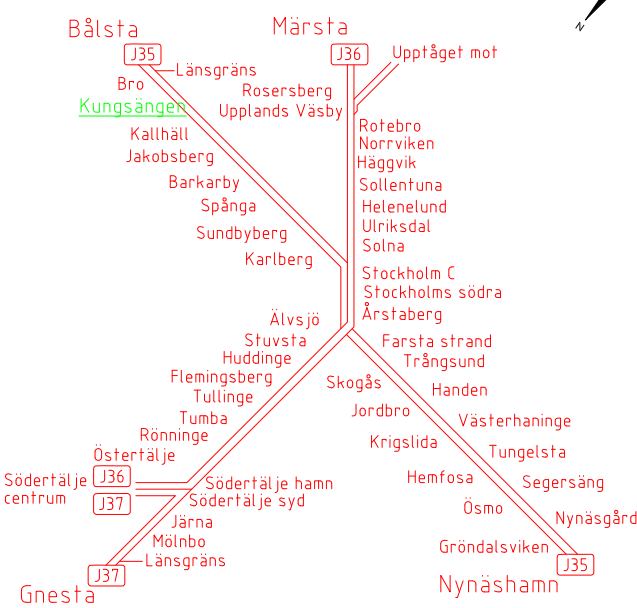 N
Bålsta
J35
Länsgräns
Bro
Kungsängen
Kallhäll
Jakobsberg
Barkarby
Spånga
Sundbyberg
Karlberg
Märsta
J36
Upptåget mot
Rosersberg
Upplands Väsby
Rotebro
Norrviken
Häggvik
Sollentuna
Helenelund
Ulriksdal
Solna
Stockholm C
Stockholms södra
Årstaberg
Älvsjö
Stuvsta
Huddinge
Flemingsberg
Tullinge
Tumba
Rönninge
Östertälje
Södertälje
centrum
J36
J37
Södertälje hamn
Södertälje syd
Järna
Mölnbo
Länsgräns
J37
Gnesta
Farsta strand
Trångsund
Skogås
Handen
Jordbro
Västerhaninge
Krigslida
Tungelsta
Hemfosa
Segersäng
Ösmo
Nynäsgård
Gröndalsviken
J35
Nynäshamn